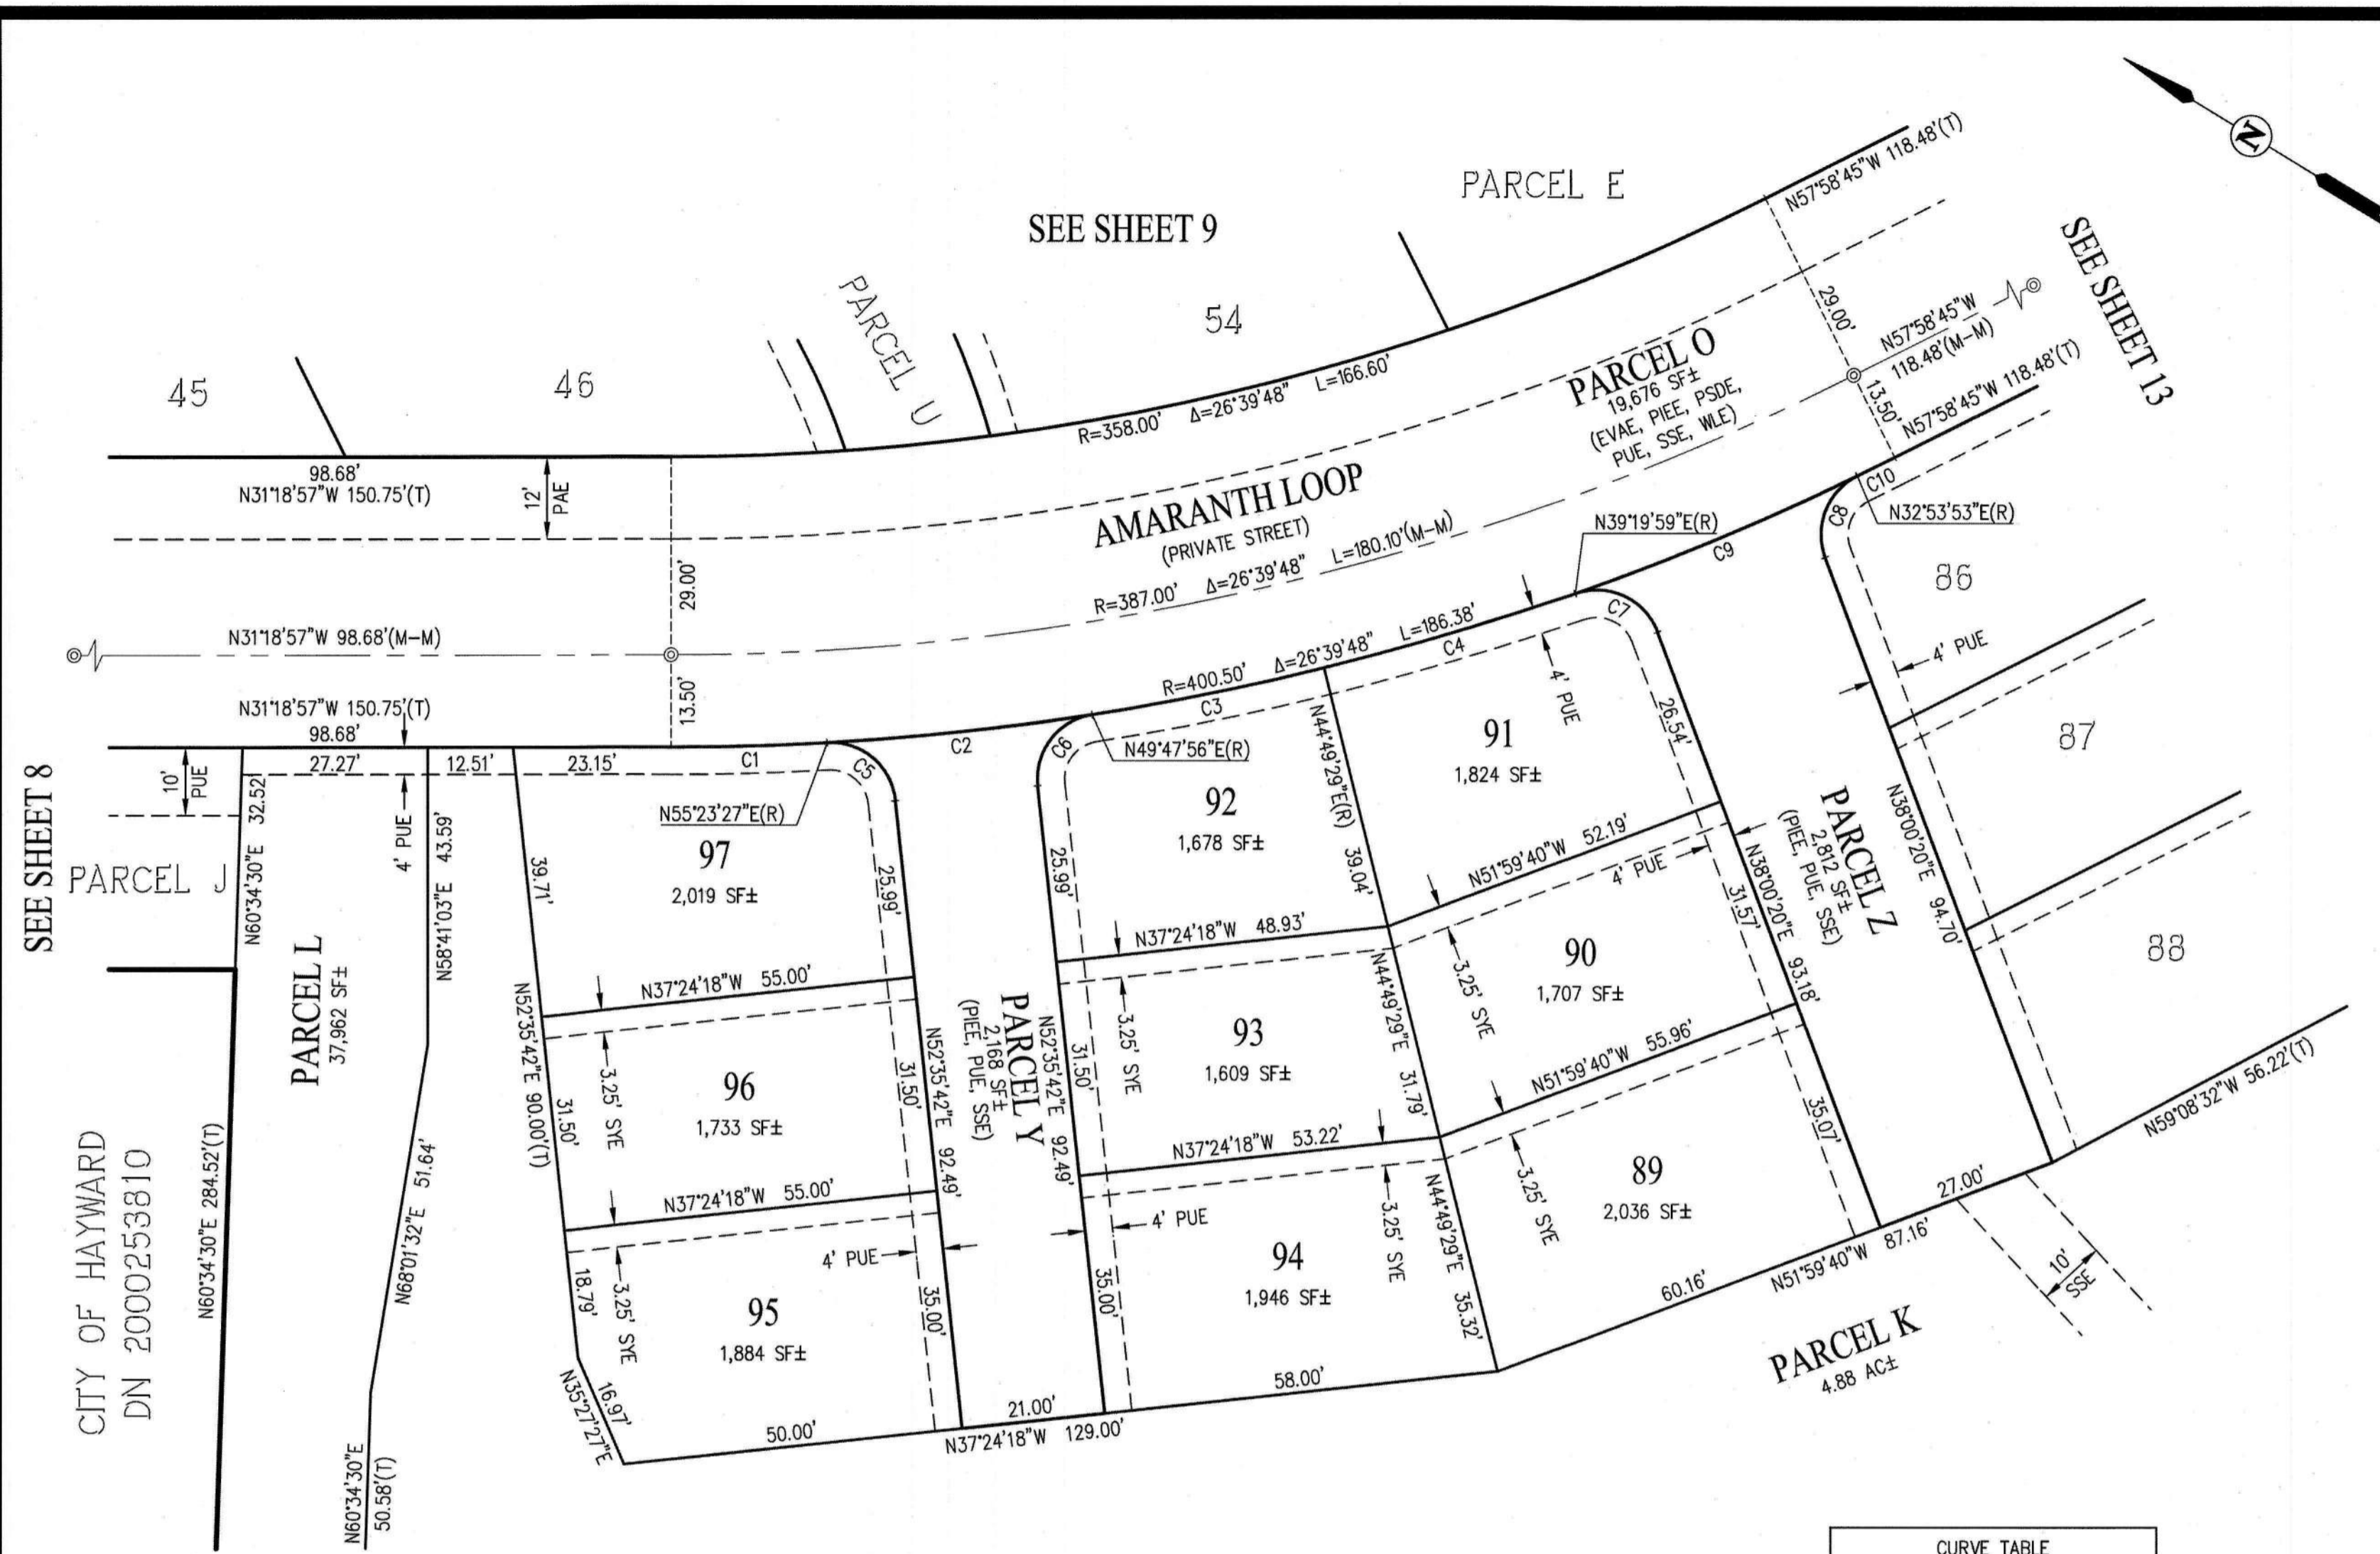 N
PARCEL E
N57°58'45"W 118.48'(T)
SEE SHEET 9
SEE SHEET 13
PARCEL U
54
45
46
29.00'
N57°58'45"W
118.48'(M-M)
N57°58'45"W 118.48'(T)
13.50'
R=358.00' Δ=26°39'48" L=166.60'
PARCEL O
19,676 SF±
(EVAE, PIEE, PSDE,
PUE, SSE, WLE)
98.68'
N31°18'57"W 150.75'(T)
12'
PAE
AMARANTH LOOP
(PRIVATE STREET)
R=387.00' Δ=26°39'48" L=180.10'(M-M)
N39°19'59"E(R)
C10
N32°53'53"E(R)
C8
C9
29.00'
N31°18'57"W 98.68'(M-M)
13.50'
N31°18'57"W 150.75'(T)
98.68'
R=400.50' Δ=26°39'48" L=186.38'
C4
C7
C3
C2
C6
N49°47'56"E(R)
C1
C5
N55°23'27"E(R)
86
4' PUE
87
88
SEE SHEET 8
10'
PUE
27.27'
12.51'
23.15'
4' PUE
PARCEL J
N60°34'30"E 32.52'
N58°41'03"E 43.59'
PARCEL L
37,962 SF±
39.71'
97
2,019 SF±
25.99'
25.99'
92
1,678 SF±
N44°49'29"E(R) 39.04'
91
1,824 SF±
4' PUE
26.54'
N51°59'40"W 52.19'
4' PUE
PARCEL Z
2,812 SF±
(PIEE, PUE, SSE)
N38°00'20"E 93.18'
N38°00'20"E 94.70'
N37°24'18"W 55.00'
N37°24'18"W 48.93'
N52°35'42"E 90.00'(T)
31.50'
3.25' SYE
96
1,733 SF±
31.50'
N52°35'42"E 92.49'
PARCEL Y
2,168 SF±
(PIEE, PUE, SSE)
N52°35'42"E 92.49'
31.50'
3.25' SYE
93
1,609 SF±
N44°49'29"E 31.79'
3.25' SYE
90
1,707 SF±
31.57'
N51°59'40"W 55.96'
N37°24'18"W 55.00'
N37°24'18"W 53.22'
CITY OF HAYWARD
DN 2000253810
N60°34'30"E 284.52'(T)
N68°01'32"E 51.64'
18.79'
3.25' SYE
95
1,884 SF±
4' PUE
35.00'
35.00'
4' PUE
94
1,946 SF±
3.25' SYE
N44°49'29"E 35.32'
3.25' SYE
89
2,036 SF±
35.07'
27.00'
N59°08'32"W 56.22'(T)
60.16'
N51°59'40"W 87.16'
10'
SSE
PARCEL K
4.88 AC±
N35°27'27"E
16.97'
50.00'
21.00'
58.00'
N37°24'18"W 129.00'
N60°34'30"E
50.58'(T)
CURVE TABLE